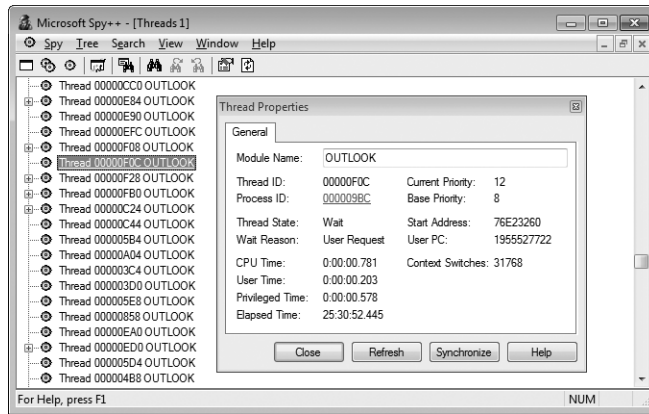 Microsoft Spy++ - [Threads 1]
Spy Tree Search View Window Help
Thread 00000CC0 OUTLOOK
Thread 00000E84 OUTLOOK
Thread 00000E90 OUTLOOK
Thread 00000EFC OUTLOOK
Thread 00000F08 OUTLOOK
Thread 00000F0C OUTLOOK
Thread 00000F28 OUTLOOK
Thread 00000FB0 OUTLOOK
Thread 00000C24 OUTLOOK
Thread 00000C44 OUTLOOK
Thread 000005B4 OUTLOOK
Thread 00000A04 OUTLOOK
Thread 000003C4 OUTLOOK
Thread 000003D0 OUTLOOK
Thread 000005E8 OUTLOOK
Thread 00000858 OUTLOOK
Thread 00000EA0 OUTLOOK
Thread 00000ED0 OUTLOOK
Thread 000005D4 OUTLOOK
Thread 000004B8 OUTLOOK
Thread Properties
General
Module Name: OUTLOOK
Thread ID: 00000F0C Current Priority: 12
Process ID: 000009BC Base Priority: 8
Thread State: Wait Start Address: 76E23260
Wait Reason: User Request User PC: 1955527722
CPU Time: 0:00:00.781 Context Switches: 31768
User Time: 0:00:00.203
Privileged Time: 0:00:00.578
Elapsed Time: 25:30:52.445
Close Refresh Synchronize Help
For Help, press F1 NUM